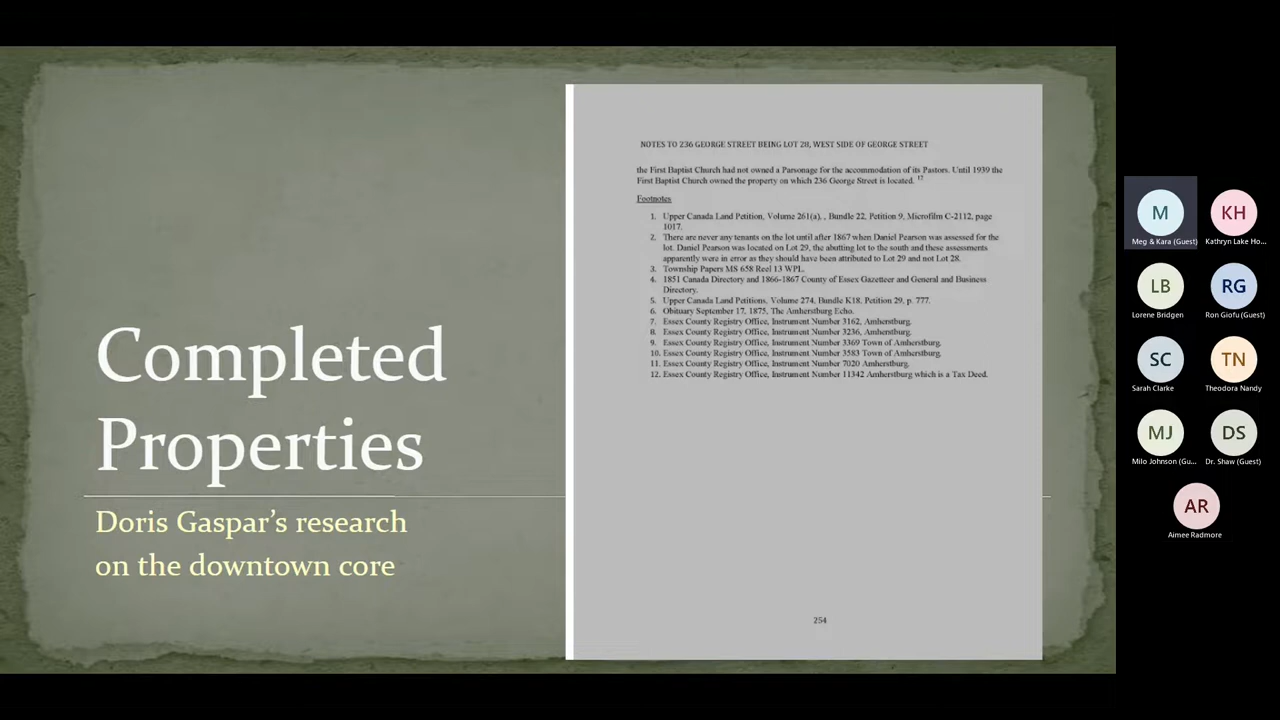 Completed
Properties
Doris Gaspar's research
on the downtown core
NOTES TO 236 GEORGE STREET BEING LOT 28, WEST SIDE OF GEORGE STREET
the First Baptist Church had not owned a Parsonage for the accommodation of its Pastors. Until 1939 the
First Baptist Church owned the property on which 236 George Street is located. 12
Footnotes
1. Upper Canada Land Petition, Volume 261(a), , Bundle 22, Petition 9, Microfilm C-2112, page
1017.
2. There are never any tenants on the lot until after 1867 when Daniel Pearson was assessed for the
lot. Daniel Pearson was located on Lot 29, the abutting lot to the south and these assessments
apparently were in error as they should have been attributed to Lot 29 and not Lot 28.
3. Township Papers MS 658 Reel 13 WPL.
4. 1851 Canada Directory and 1866-1867 County of Essex Gazetteer and General and Business
Directory.
5. Upper Canada Land Petitions, Volume 274, Bundle K18, Petition 29, p. 777.
6. Obituary September 17, 1875, The Amherstburg Echo.
7. Essex County Registry Office, Instrument Number 3162, Amherstburg.
8. Essex County Registry Office, Instrument Number 3236, Amherstburg.
9. Essex County Registry Office, Instrument Number 3369 Town of Amherstburg.
10. Essex County Registry Office, Instrument Number 3583 Town of Amherstburg.
11. Essex County Registry Office, Instrument Number 7020 Amherstburg.
12. Essex County Registry Office, Instrument Number 11342 Amherstburg which is a Tax Deed.
254
M
Meg & Kara (Guest)
KH
Kathryn Lake Ho...
LB
Lorene Bridgen
RG
Ron Giofu (Guest)
SC
Sarah Clarke
TN
Theodora Nandy
MJ
Milo Johnson (Gu...
DS
Dr. Shaw (Guest)
AR
Aimee Radmore